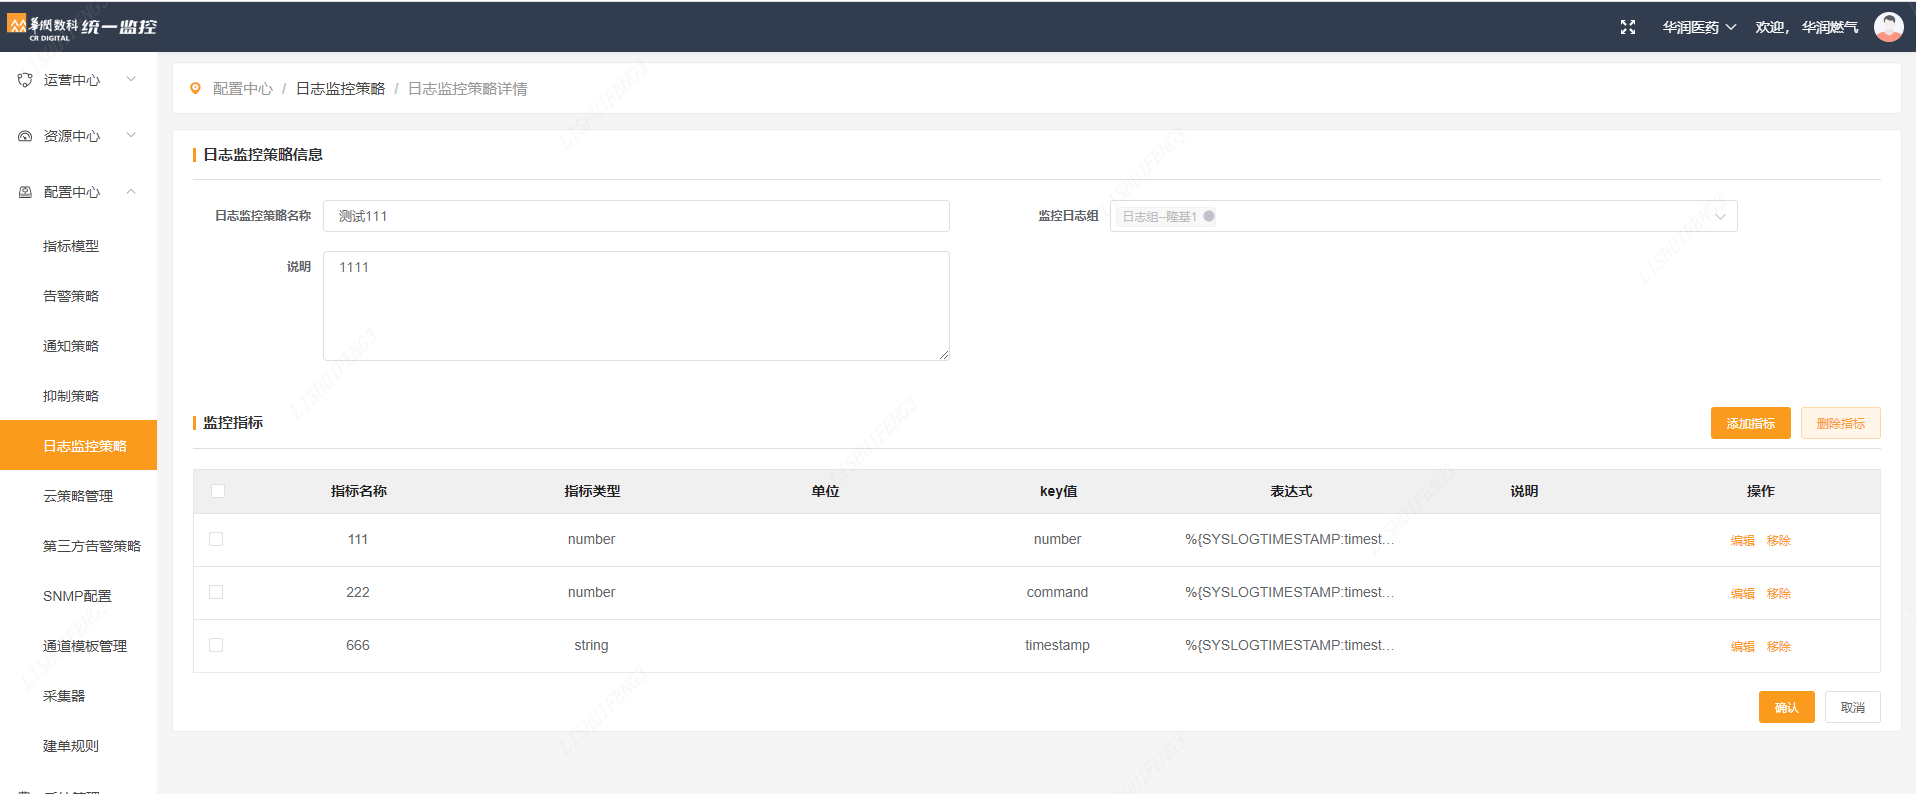 華潤数科 统一监控
CR DIGITAL
华润医药
欢迎， 华润燃气
运营中心
资源中心
配置中心
指标模型
告警策略
通知策略
抑制策略
日志监控策略
云策略管理
第三方告警策略
SNMP配置
通道模板管理
采集器
建单规则
配置中心 / 日志监控策略 / 日志监控策略详情
日志监控策略信息
日志监控策略名称 测试111
监控日志组 日志组--隆基1
说明 1111
监控指标
添加指标 删除指标
指标名称 指标类型 单位 key值 表达式 说明 操作
111 number number %{SYSLOGTIMESTAMP:timest... 编辑 移除
222 number command %{SYSLOGTIMESTAMP:timest... 编辑 移除
666 string timestamp %{SYSLOGTIMESTAMP:timest... 编辑 移除
确认 取消
LISHUIFENG3
LISHUIFENG3
LISHUIFENG3
LISHUIFENG3
LISHUIFENG3
LISHUIFENG3
LISHUIFENG3
LISHUIFENG3